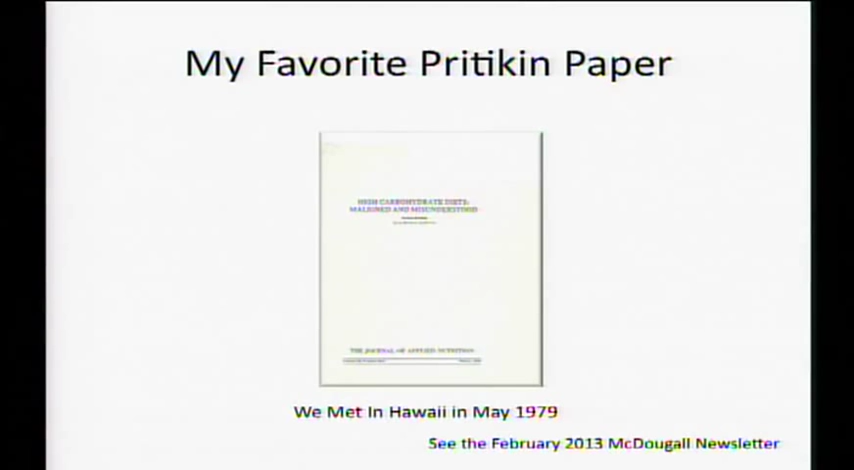 My Favorite Pritikin Paper
HIGH CARBOHYDRATE DIETS:
MALIGNED AND MISUNDERSTOOD
THE JOURNAL OF APPLIED NUTRITION
We Met In Hawaii in May 1979
See the February 2013 McDougall Newsletter